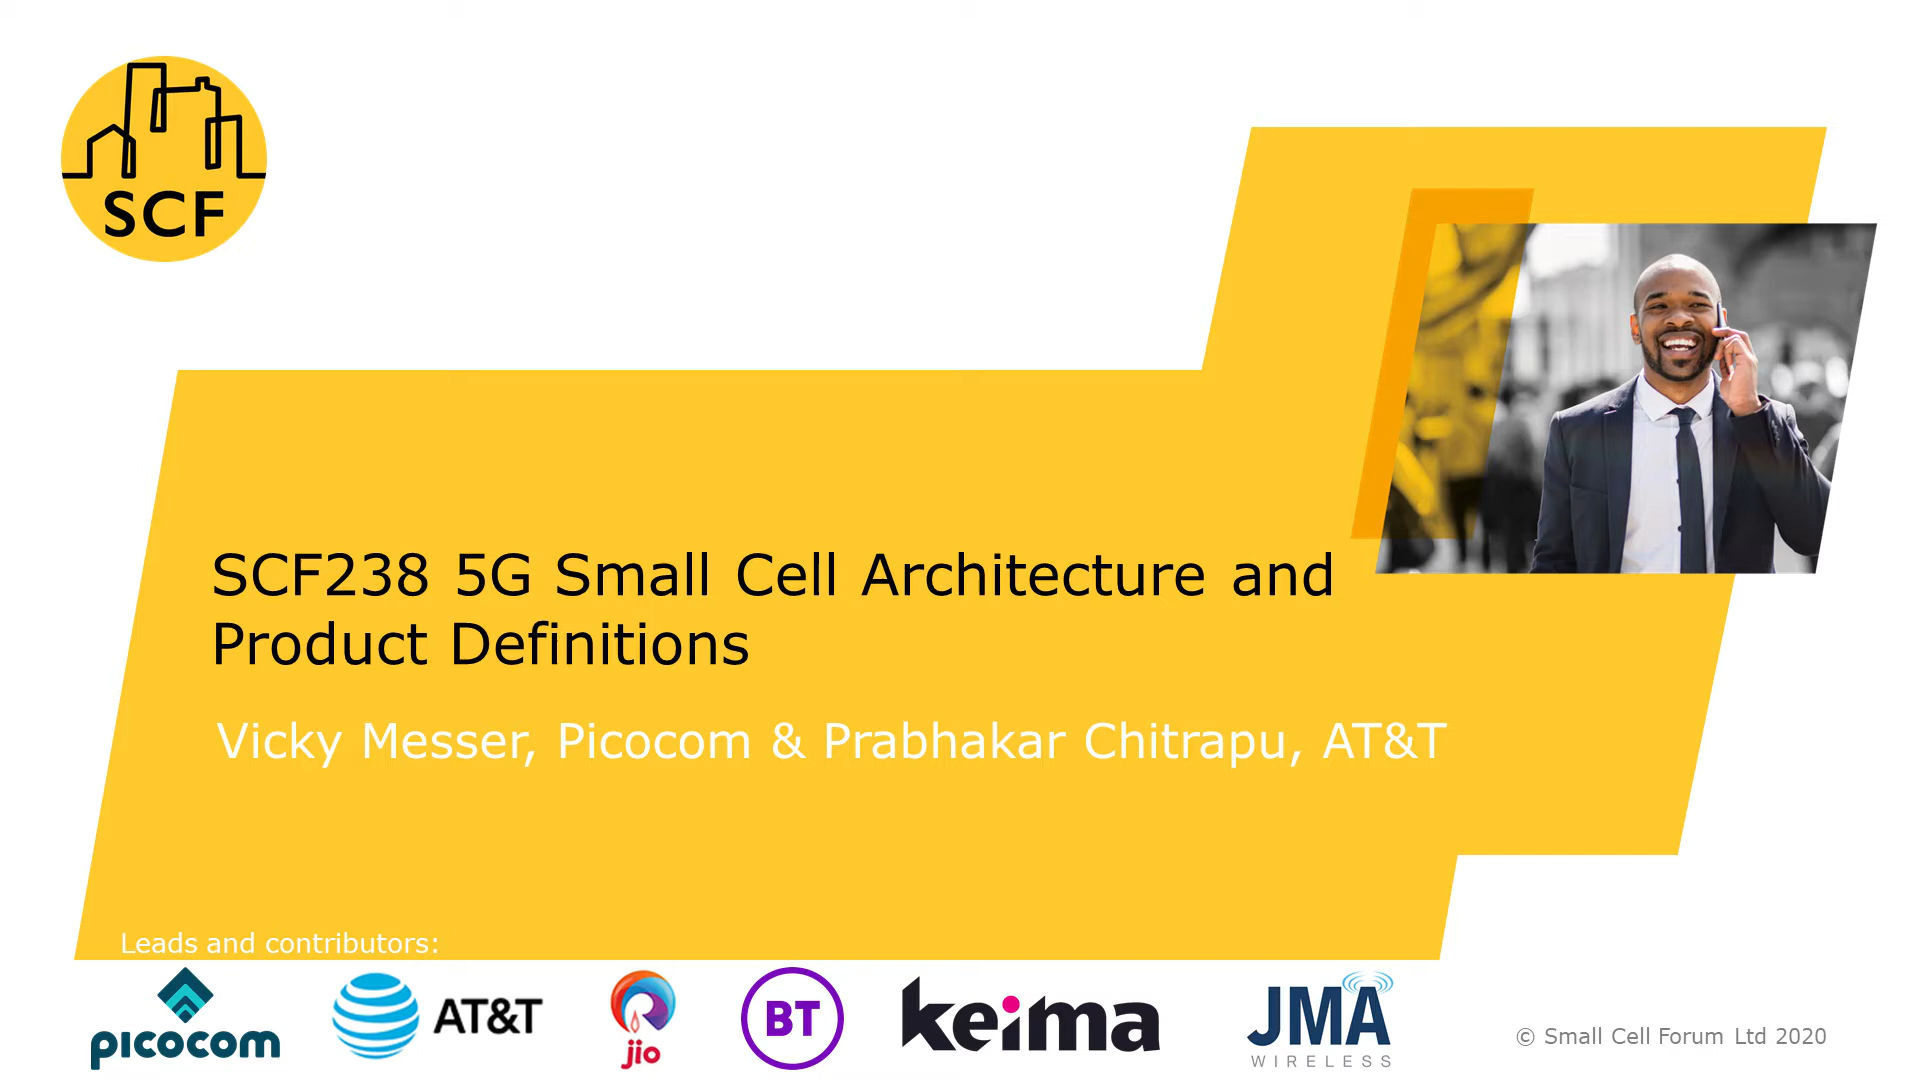 SCF
SCF238 5G Small Cell Architecture and
Product Definitions
Vicky Messer, Picocom & Prabhakar Chitrapu, AT&T
Leads and contributors:
picocom
AT&T
jio
BT
keima
JMA
WIRELESS
© Small Cell Forum Ltd 2020